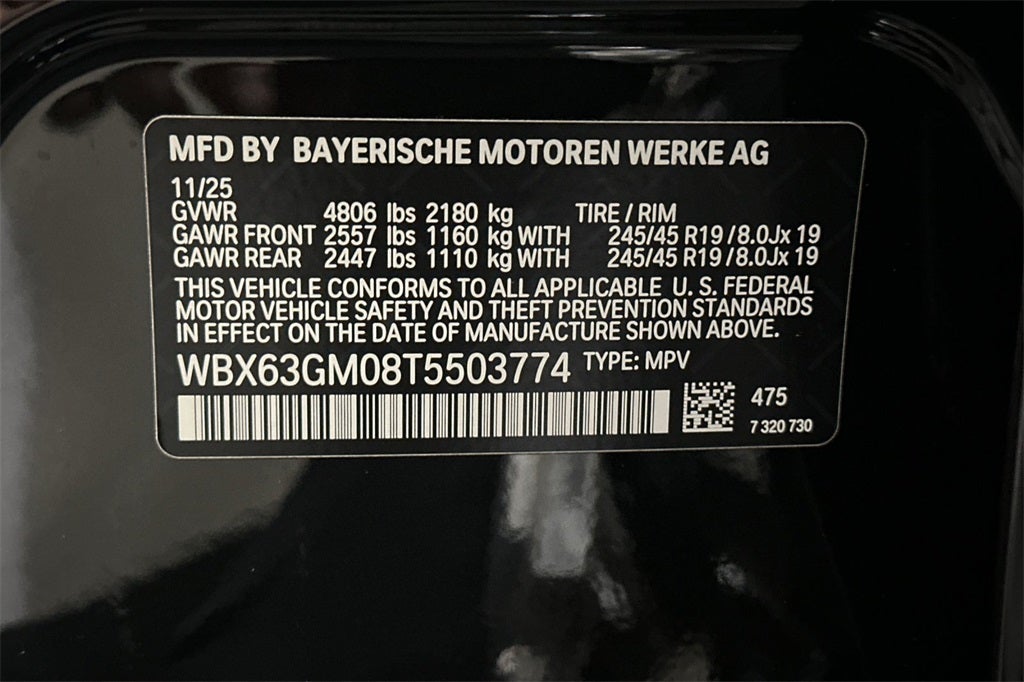 MFD BY BAYERISCHE MOTOREN WERKE AG
11/25
GVWR 4806 lbs 2180 kg TIRE / RIM
GAWR FRONT 2557 lbs 1160 kg WITH 245/45 R19 / 8.0Jx 19
GAWR REAR 2447 lbs 1110 kg WITH 245/45 R19 / 8.0Jx 19
THIS VEHICLE CONFORMS TO ALL APPLICABLE U. S. FEDERAL
MOTOR VEHICLE SAFETY AND THEFT PREVENTION STANDARDS
IN EFFECT ON THE DATE OF MANUFACTURE SHOWN ABOVE.
WBX63GM08T5503774 TYPE: MPV
475
7 320 730